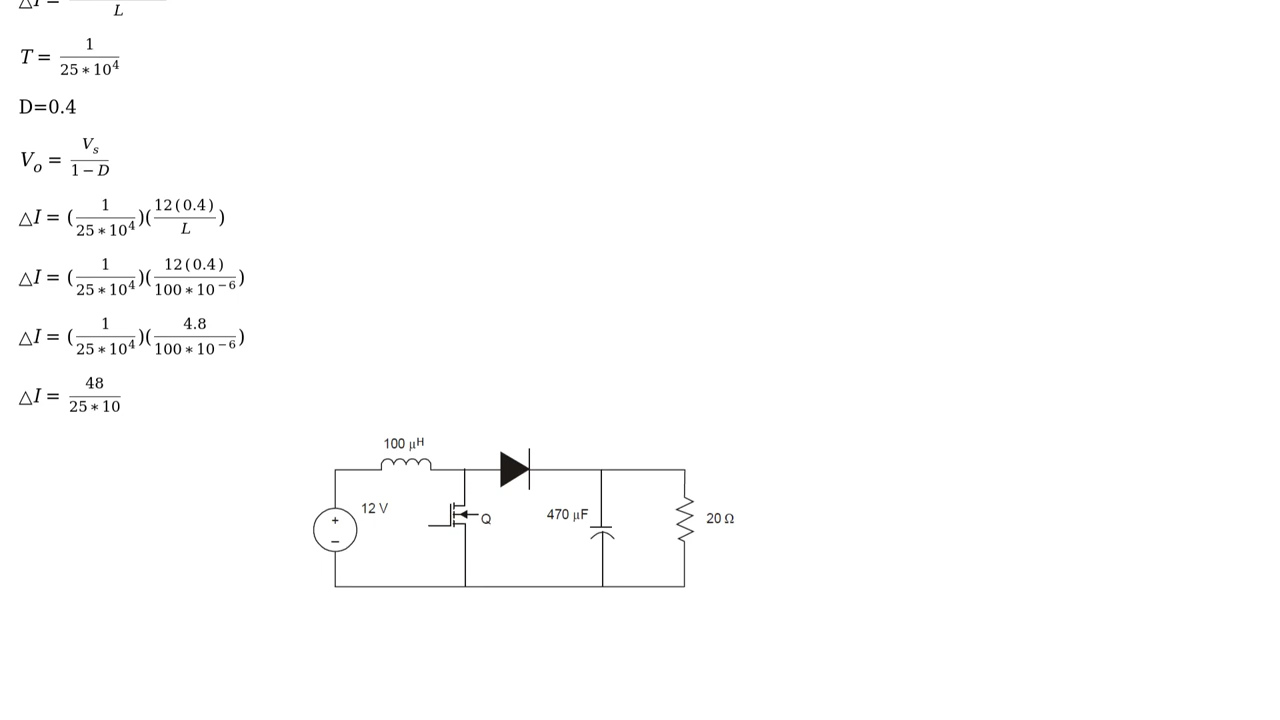 △I = L
T = 1 / 25 * 10^4
D=0.4
V_o = V_s / 1 − D
△I = (1 / 25 * 10^4)(12(0.4) / L)
△I = (1 / 25 * 10^4)(12(0.4) / 100 * 10^−6)
△I = (1 / 25 * 10^4)(4.8 / 100 * 10^−6)
△I = 48 / 25 * 10
100 μH
12 V
+
−
Q
470 μF
20 Ω